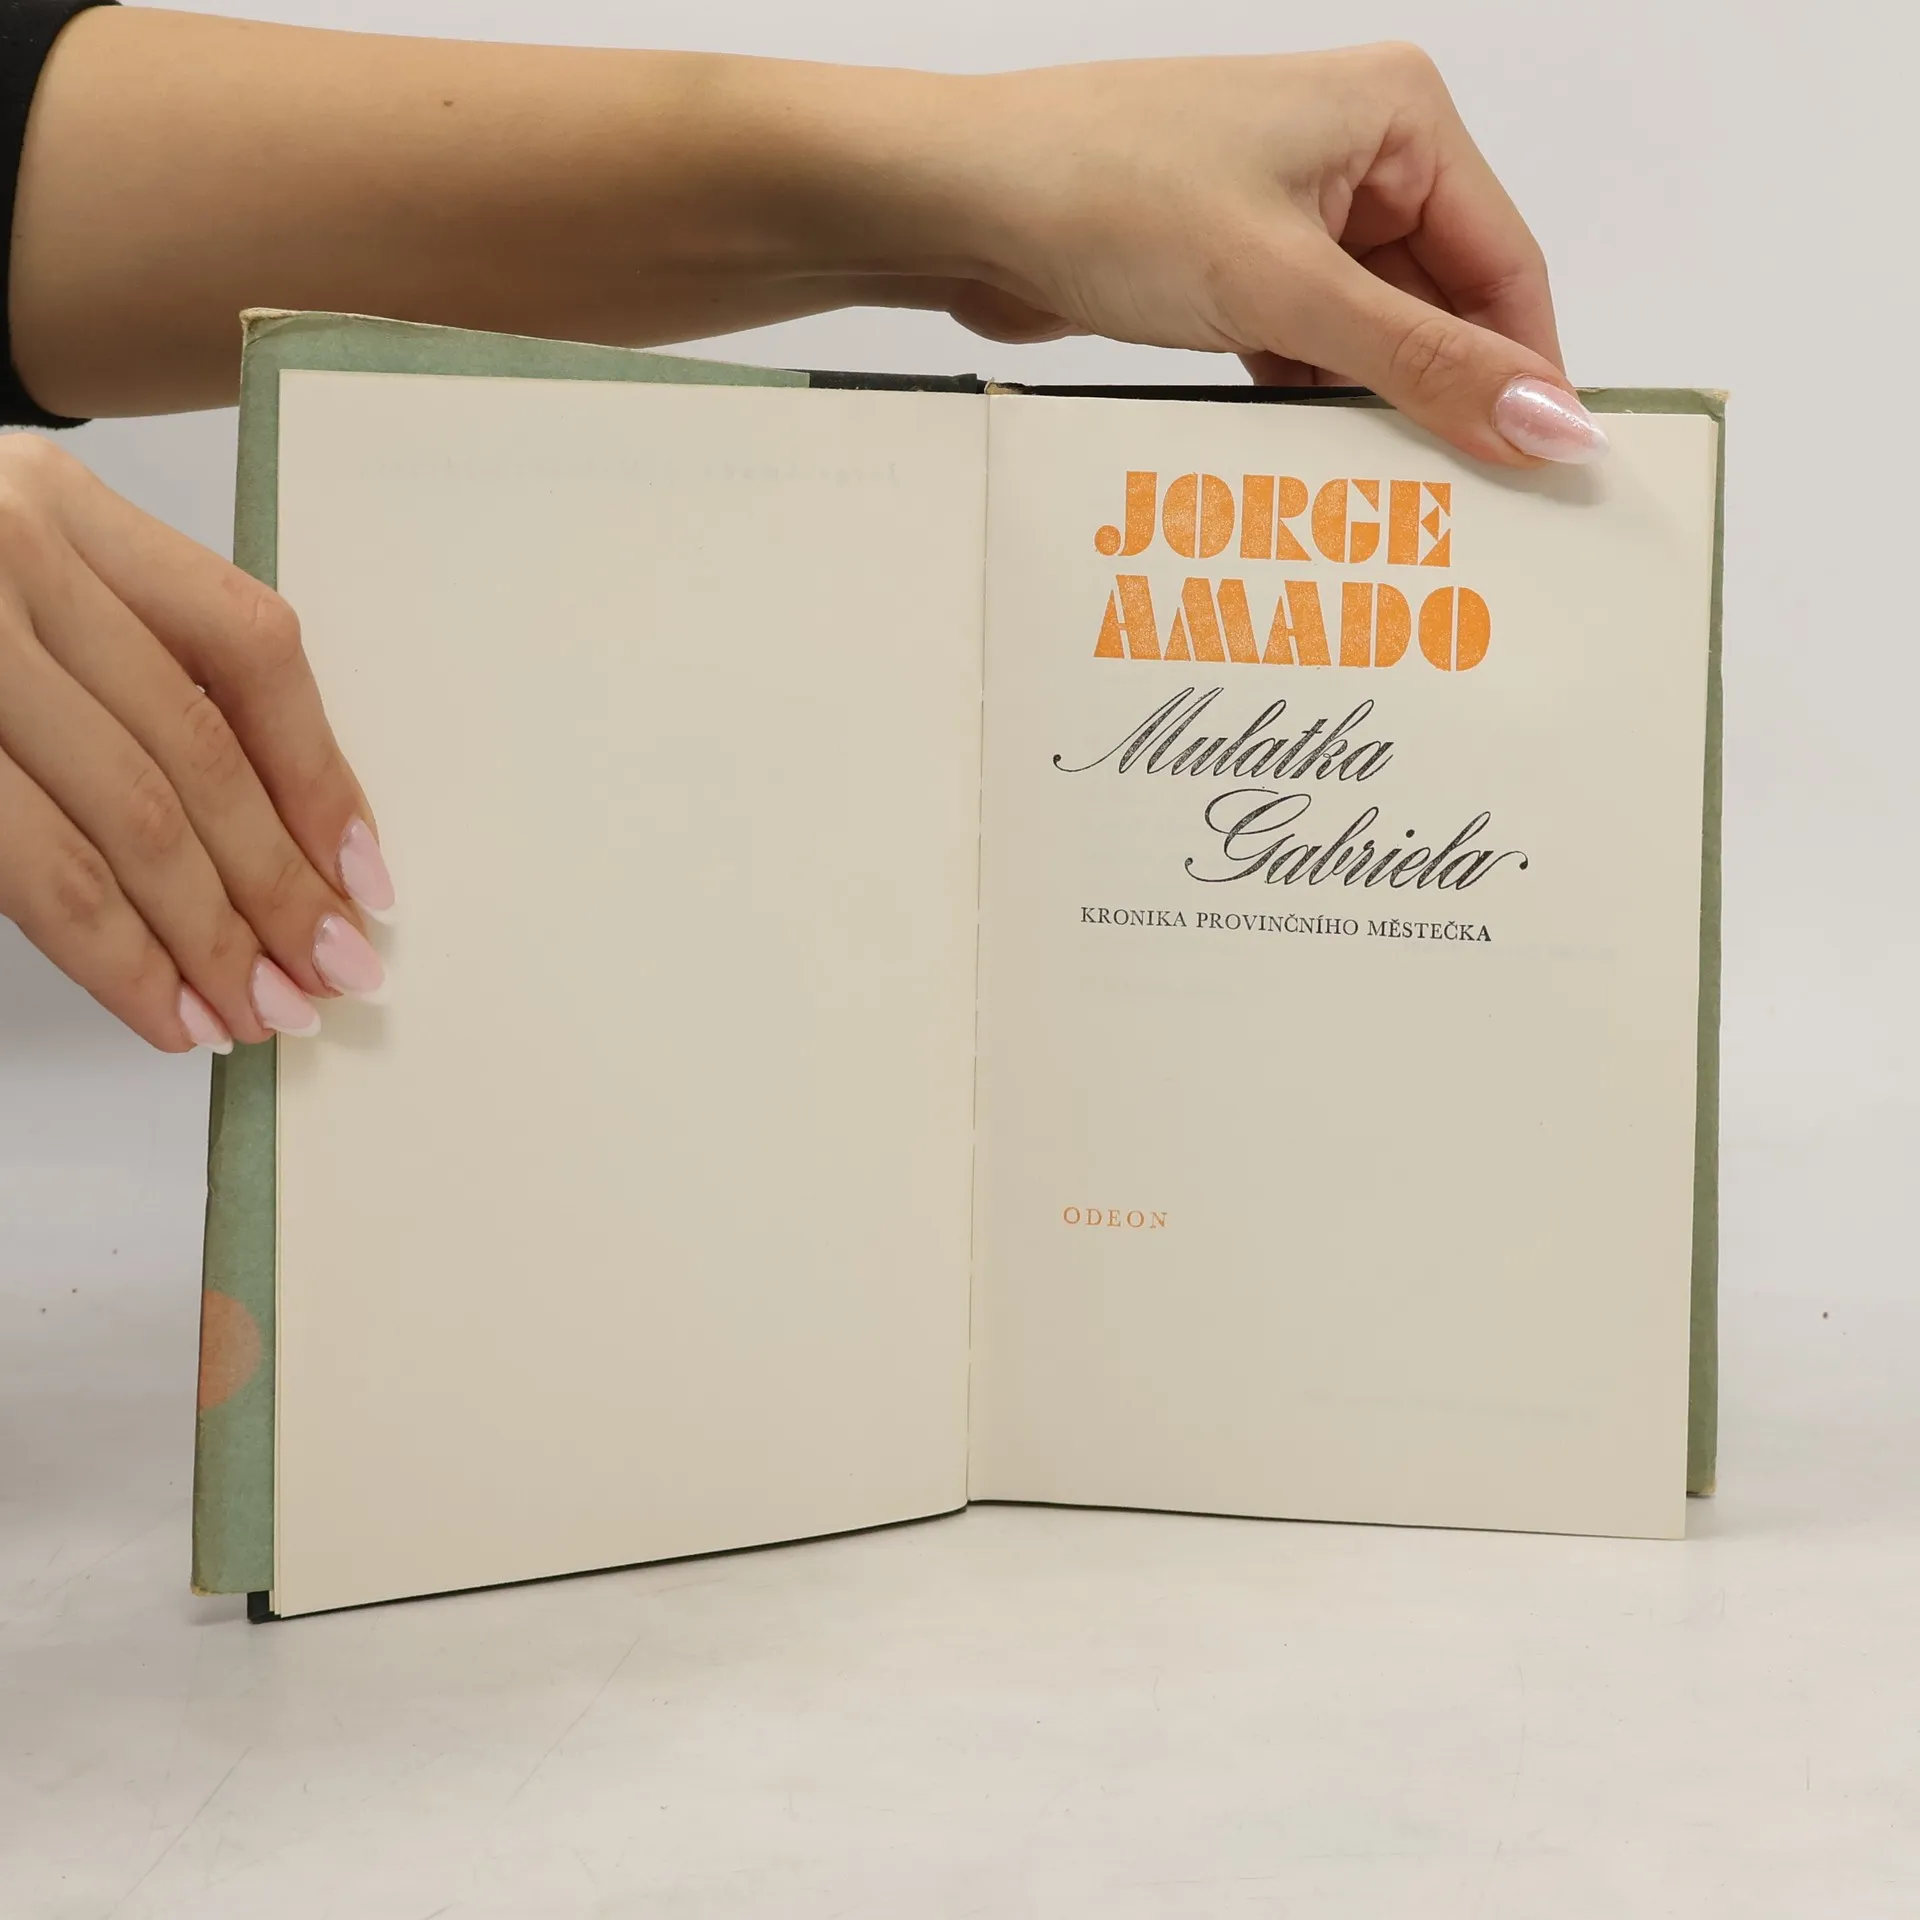 JORGE
AMADO
Mulatka
Gabriela
KRONIKA PROVINČNÍHO MĚSTEČKA
ODEON